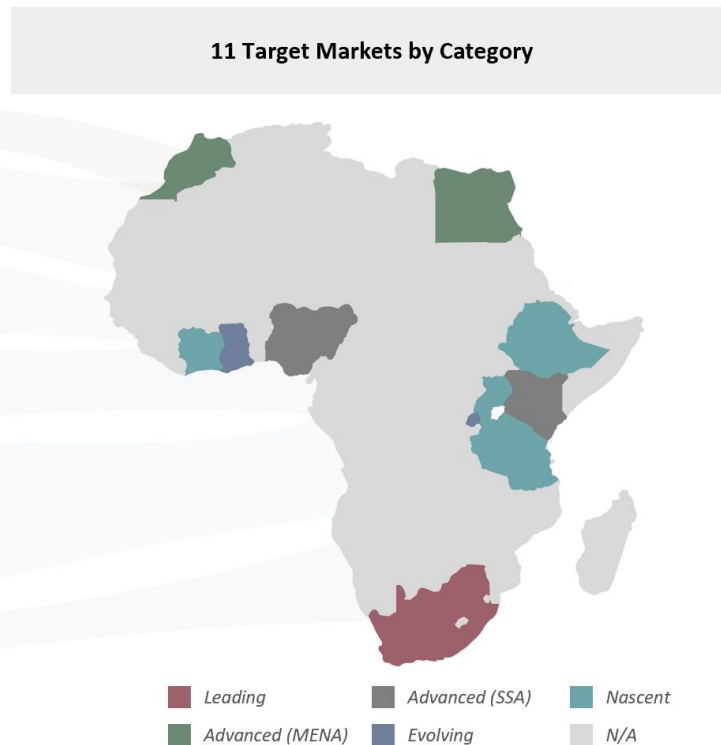 11 Target Markets by Category
Leading
Advanced (SSA)
Nascent
Advanced (MENA)
Evolving
N/A